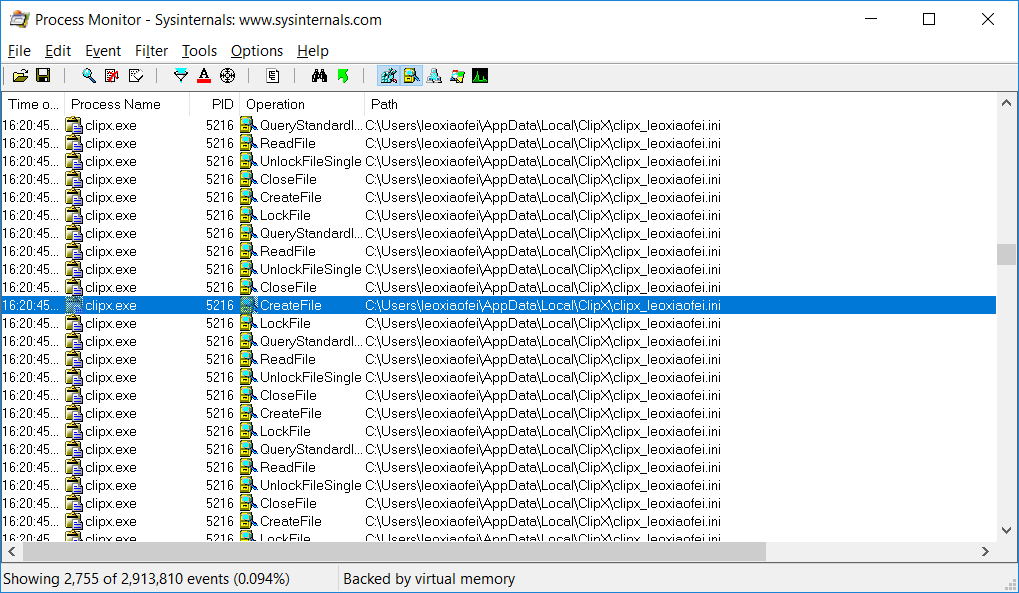 Process Monitor - Sysinternals: www.sysinternals.com
File Edit Event Filter Tools Options Help
Time o... Process Name PID Operation Path
16:20:45... clipx.exe 5216 QueryStandardI... C:\Users\leoxiaofei\AppData\Local\ClipX\clipx_leoxiaofei.ini
16:20:45... clipx.exe 5216 ReadFile C:\Users\leoxiaofei\AppData\Local\ClipX\clipx_leoxiaofei.ini
16:20:45... clipx.exe 5216 UnlockFileSingle C:\Users\leoxiaofei\AppData\Local\ClipX\clipx_leoxiaofei.ini
16:20:45... clipx.exe 5216 CloseFile C:\Users\leoxiaofei\AppData\Local\ClipX\clipx_leoxiaofei.ini
16:20:45... clipx.exe 5216 CreateFile C:\Users\leoxiaofei\AppData\Local\ClipX\clipx_leoxiaofei.ini
16:20:45... clipx.exe 5216 LockFile C:\Users\leoxiaofei\AppData\Local\ClipX\clipx_leoxiaofei.ini
16:20:45... clipx.exe 5216 QueryStandardI... C:\Users\leoxiaofei\AppData\Local\ClipX\clipx_leoxiaofei.ini
16:20:45... clipx.exe 5216 ReadFile C:\Users\leoxiaofei\AppData\Local\ClipX\clipx_leoxiaofei.ini
16:20:45... clipx.exe 5216 UnlockFileSingle C:\Users\leoxiaofei\AppData\Local\ClipX\clipx_leoxiaofei.ini
16:20:45... clipx.exe 5216 CloseFile C:\Users\leoxiaofei\AppData\Local\ClipX\clipx_leoxiaofei.ini
16:20:45... clipx.exe 5216 CreateFile C:\Users\leoxiaofei\AppData\Local\ClipX\clipx_leoxiaofei.ini
16:20:45... clipx.exe 5216 LockFile C:\Users\leoxiaofei\AppData\Local\ClipX\clipx_leoxiaofei.ini
16:20:45... clipx.exe 5216 QueryStandardI... C:\Users\leoxiaofei\AppData\Local\ClipX\clipx_leoxiaofei.ini
16:20:45... clipx.exe 5216 ReadFile C:\Users\leoxiaofei\AppData\Local\ClipX\clipx_leoxiaofei.ini
16:20:45... clipx.exe 5216 UnlockFileSingle C:\Users\leoxiaofei\AppData\Local\ClipX\clipx_leoxiaofei.ini
16:20:45... clipx.exe 5216 CloseFile C:\Users\leoxiaofei\AppData\Local\ClipX\clipx_leoxiaofei.ini
16:20:45... clipx.exe 5216 CreateFile C:\Users\leoxiaofei\AppData\Local\ClipX\clipx_leoxiaofei.ini
16:20:45... clipx.exe 5216 LockFile C:\Users\leoxiaofei\AppData\Local\ClipX\clipx_leoxiaofei.ini
16:20:45... clipx.exe 5216 QueryStandardI... C:\Users\leoxiaofei\AppData\Local\ClipX\clipx_leoxiaofei.ini
16:20:45... clipx.exe 5216 ReadFile C:\Users\leoxiaofei\AppData\Local\ClipX\clipx_leoxiaofei.ini
16:20:45... clipx.exe 5216 UnlockFileSingle C:\Users\leoxiaofei\AppData\Local\ClipX\clipx_leoxiaofei.ini
16:20:45... clipx.exe 5216 CloseFile C:\Users\leoxiaofei\AppData\Local\ClipX\clipx_leoxiaofei.ini
16:20:45... clipx.exe 5216 CreateFile C:\Users\leoxiaofei\AppData\Local\ClipX\clipx_leoxiaofei.ini
16:20:45... clipx.exe 5216 LockFile C:\Users\leoxiaofei\AppData\Local\ClipX\clipx_leoxiaofei.ini
Showing 2,755 of 2,913,810 events (0.094%) Backed by virtual memory